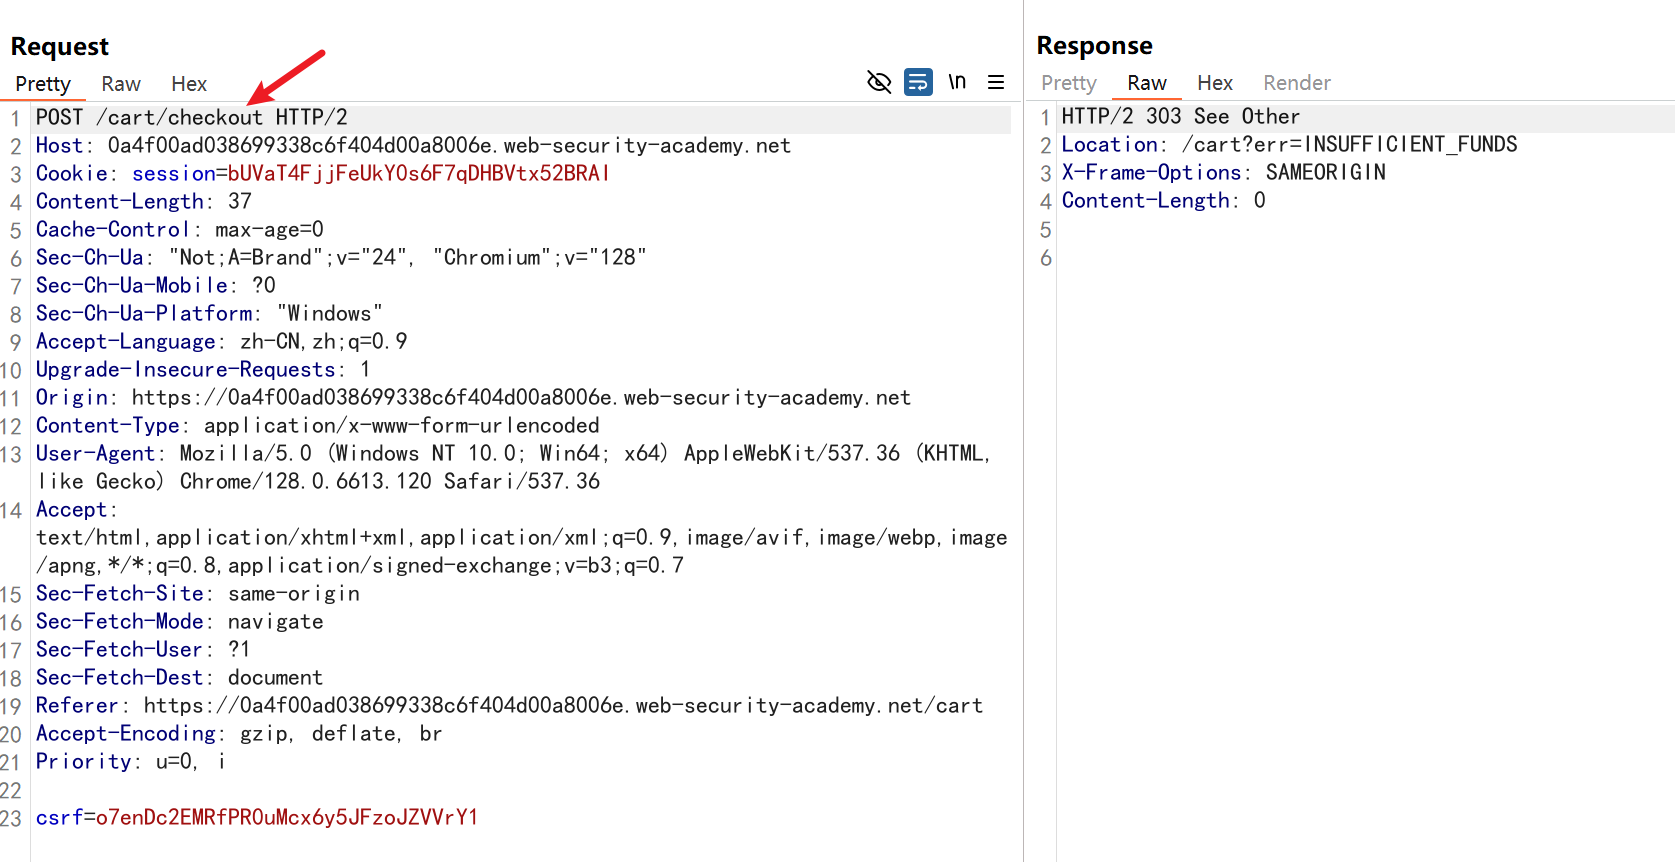 Request
Pretty Raw Hex \n
1 POST /cart/checkout HTTP/2
2 Host: 0a4f00ad038699338c6f404d00a8006e.web-security-academy.net
3 Cookie: session=bUVaT4FjjFeUkY0s6F7qDHBVtx52BRAI
4 Content-Length: 37
5 Cache-Control: max-age=0
6 Sec-Ch-Ua: "Not;A=Brand";v="24", "Chromium";v="128"
7 Sec-Ch-Ua-Mobile: ?0
8 Sec-Ch-Ua-Platform: "Windows"
9 Accept-Language: zh-CN,zh;q=0.9
10 Upgrade-Insecure-Requests: 1
11 Origin: https://0a4f00ad038699338c6f404d00a8006e.web-security-academy.net
12 Content-Type: application/x-www-form-urlencoded
13 User-Agent: Mozilla/5.0 (Windows NT 10.0; Win64; x64) AppleWebKit/537.36 (KHTML,
like Gecko) Chrome/128.0.6613.120 Safari/537.36
14 Accept:
text/html,application/xhtml+xml,application/xml;q=0.9,image/avif,image/webp,image
/apng,*/*;q=0.8,application/signed-exchange;v=b3;q=0.7
15 Sec-Fetch-Site: same-origin
16 Sec-Fetch-Mode: navigate
17 Sec-Fetch-User: ?1
18 Sec-Fetch-Dest: document
19 Referer: https://0a4f00ad038699338c6f404d00a8006e.web-security-academy.net/cart
20 Accept-Encoding: gzip, deflate, br
21 Priority: u=0, i
22
23 csrf=o7enDc2EMRfPR0uMcx6y5JFzoJZVVrY1
Response
Pretty Raw Hex Render
1 HTTP/2 303 See Other
2 Location: /cart?err=INSUFFICIENT_FUNDS
3 X-Frame-Options: SAMEORIGIN
4 Content-Length: 0
5
6